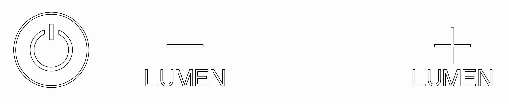 — LUMEN
+ LUMEN